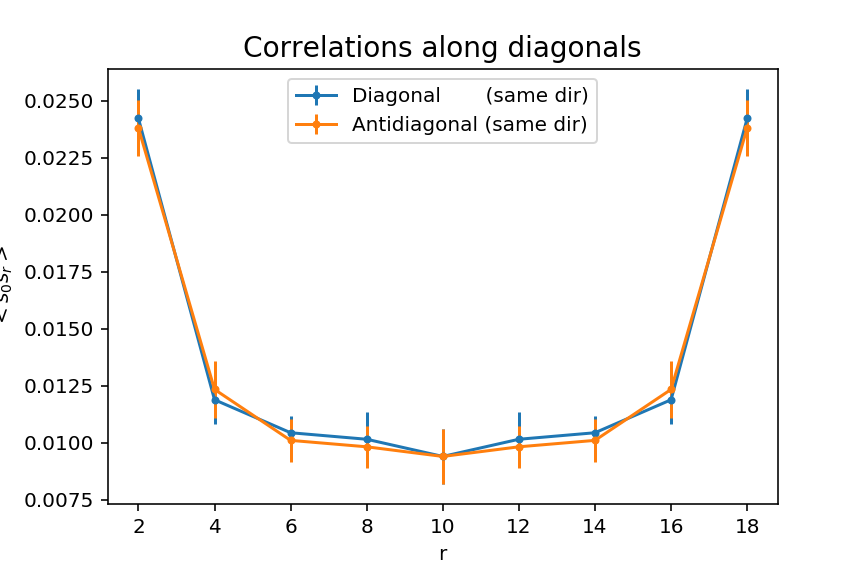 Correlations along diagonals
Diagonal (same dir)
Antidiagonal (same dir)
0.0250
0.0225
0.0200
0.0175
0.0150
0.0125
0.0100
0.0075
< s₀sᵣ >
2 4 6 8 10 12 14 16 18
r